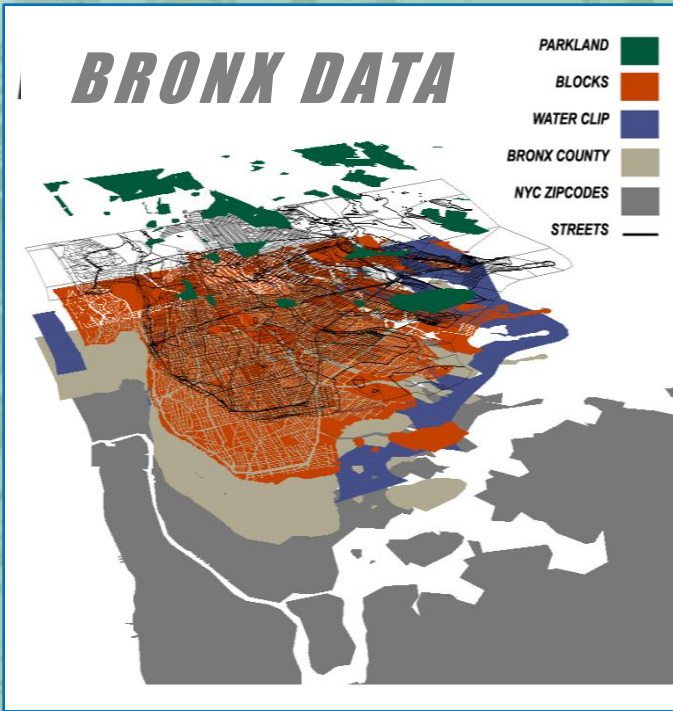 BRONX DATA
PARKLAND
BLOCKS
WATER CLIP
BRONX COUNTY
NYC ZIPCODES
STREETS